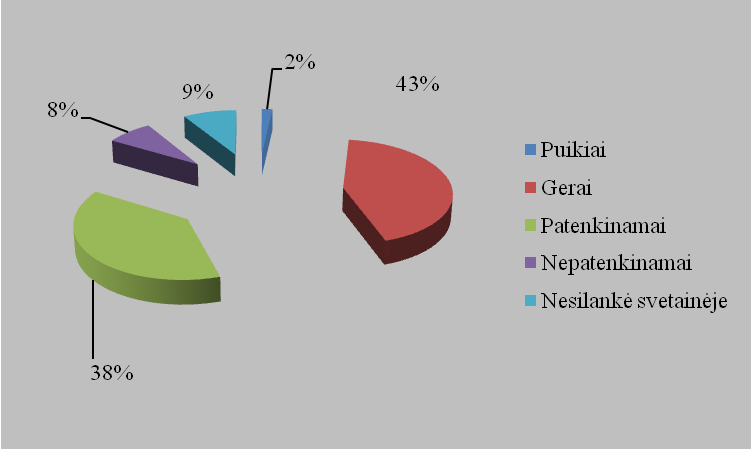 2%
43%
9%
8%
38%
Puikiai
Gerai
Patenkinamai
Nepatenkinamai
Nesilankė svetainėje